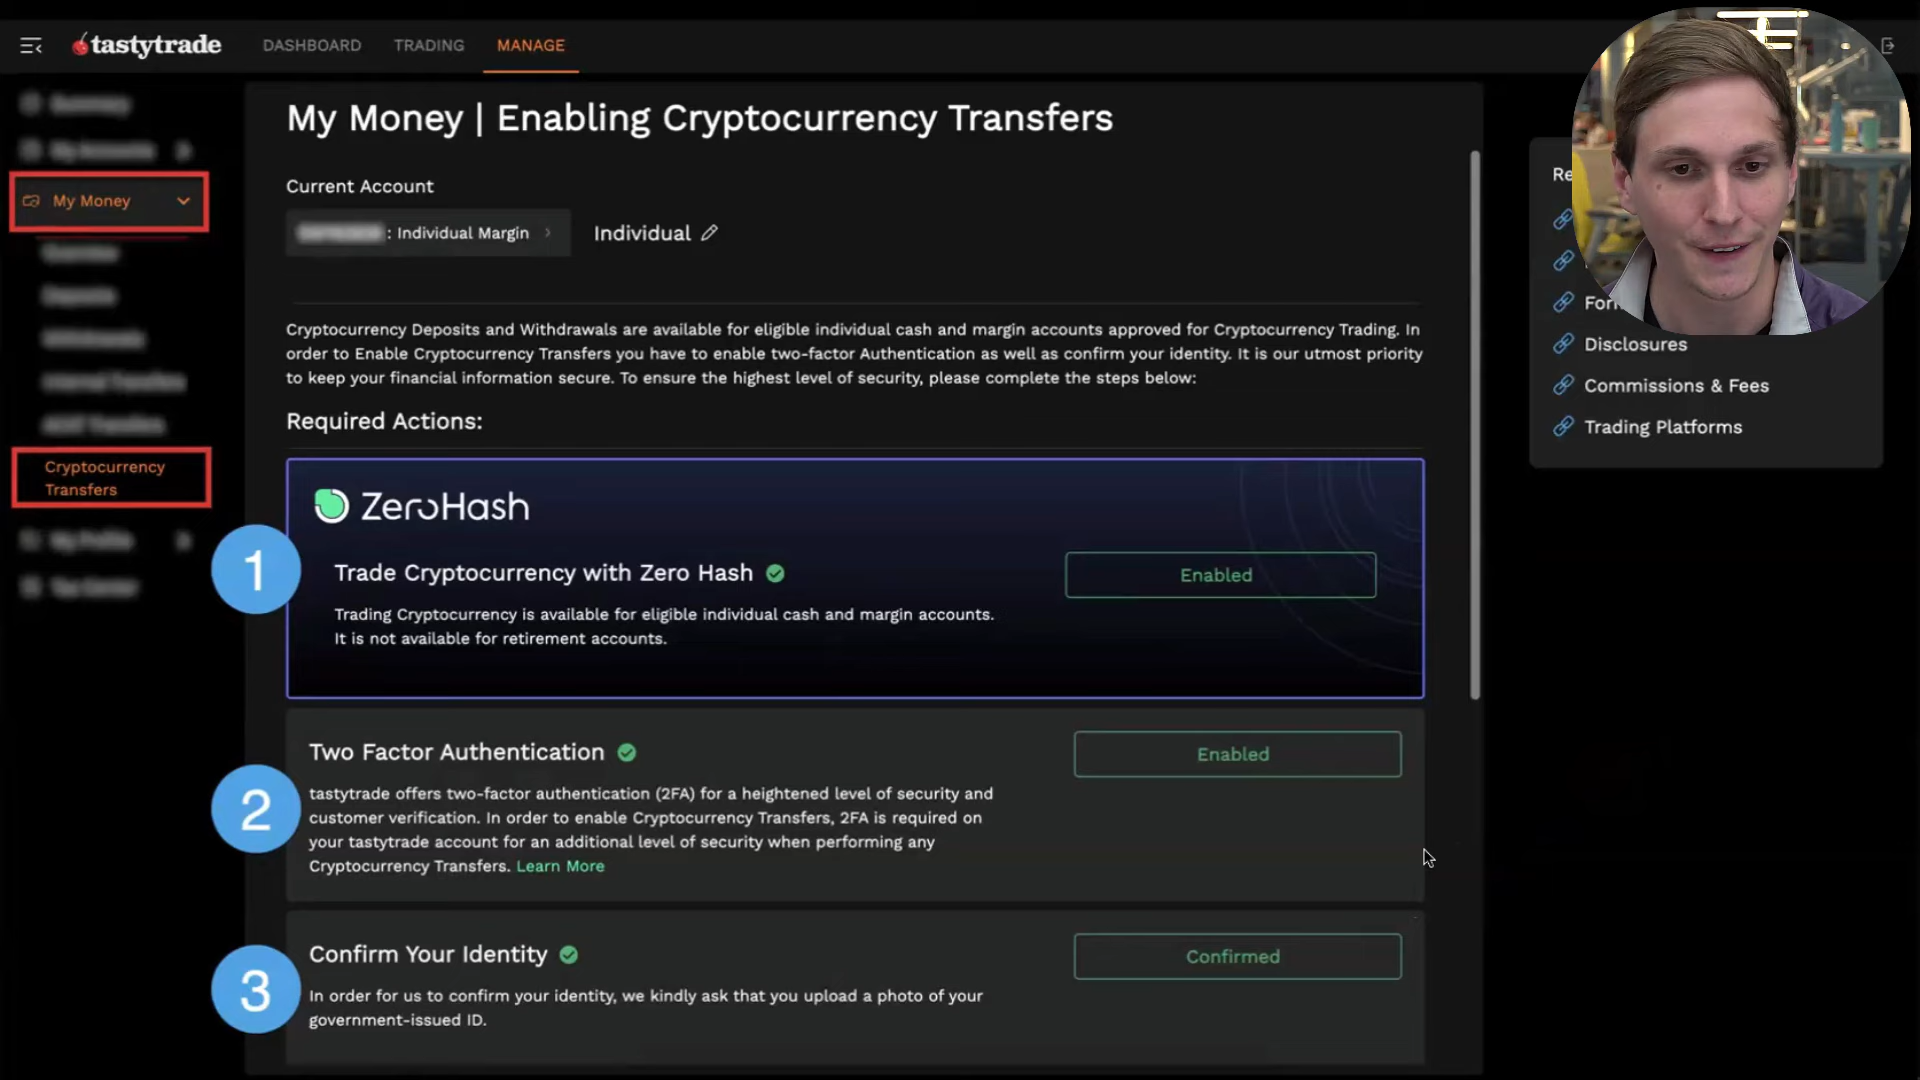 tastytrade
DASHBOARD
TRADING
MANAGE
My Money
Cryptocurrency
Transfers
My Money | Enabling Cryptocurrency Transfers
Current Account
: Individual Margin
Individual
Cryptocurrency Deposits and Withdrawals are available for eligible individual cash and margin accounts approved for Cryptocurrency Trading. In
order to Enable Cryptocurrency Transfers you have to enable two-factor Authentication as well as confirm your identity. It is our utmost priority
to keep your financial information secure. To ensure the highest level of security, please complete the steps below:
Required Actions:
ZeroHash
1
Trade Cryptocurrency with Zero Hash
Enabled
Trading Cryptocurrency is available for eligible individual cash and margin accounts.
It is not available for retirement accounts.
2
Two Factor Authentication
Enabled
tastytrade offers two-factor authentication (2FA) for a heightened level of security and
customer verification. In order to enable Cryptocurrency Transfers, 2FA is required on
your tastytrade account for an additional level of security when performing any
Cryptocurrency Transfers. Learn More
3
Confirm Your Identity
Confirmed
In order for us to confirm your identity, we kindly ask that you upload a photo of your
government-issued ID.
Disclosures
Commissions & Fees
Trading Platforms